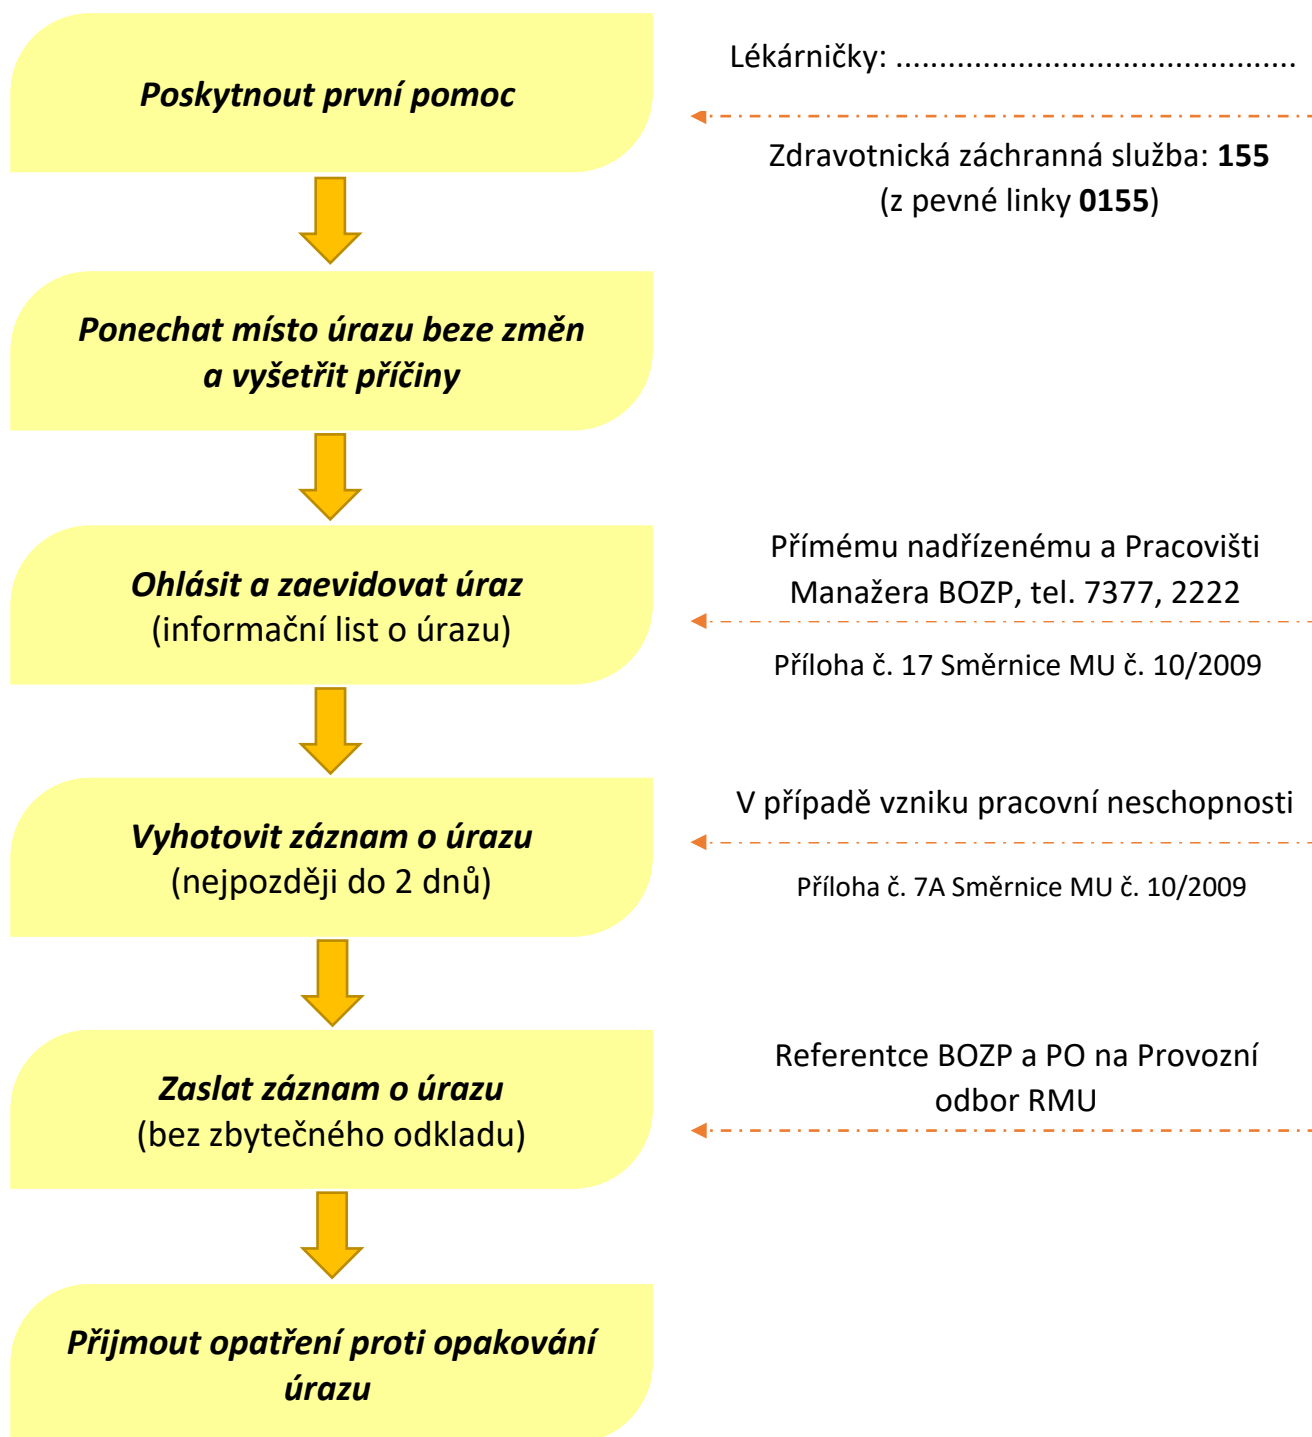 Poskytnout první pomoc
Lékárničky: ..............................................
Zdravotnická záchranná služba: 155
(z pevné linky 0155)
Ponechat místo úrazu beze změn
a vyšetřit příčiny
Ohlásit a zaevidovat úraz
(informační list o úrazu)
Přímému nadřízenému a Pracovišti
Manažera BOZP, tel. 7377, 2222
Příloha č. 17 Směrnice MU č. 10/2009
Vyhotovit záznam o úrazu
(nejpozději do 2 dnů)
V případě vzniku pracovní neschopnosti
Příloha č. 7A Směrnice MU č. 10/2009
Zaslat záznam o úrazu
(bez zbytečného odkladu)
Referentce BOZP a PO na Provozní
odbor RMU
Přijmout opatření proti opakování
úrazu